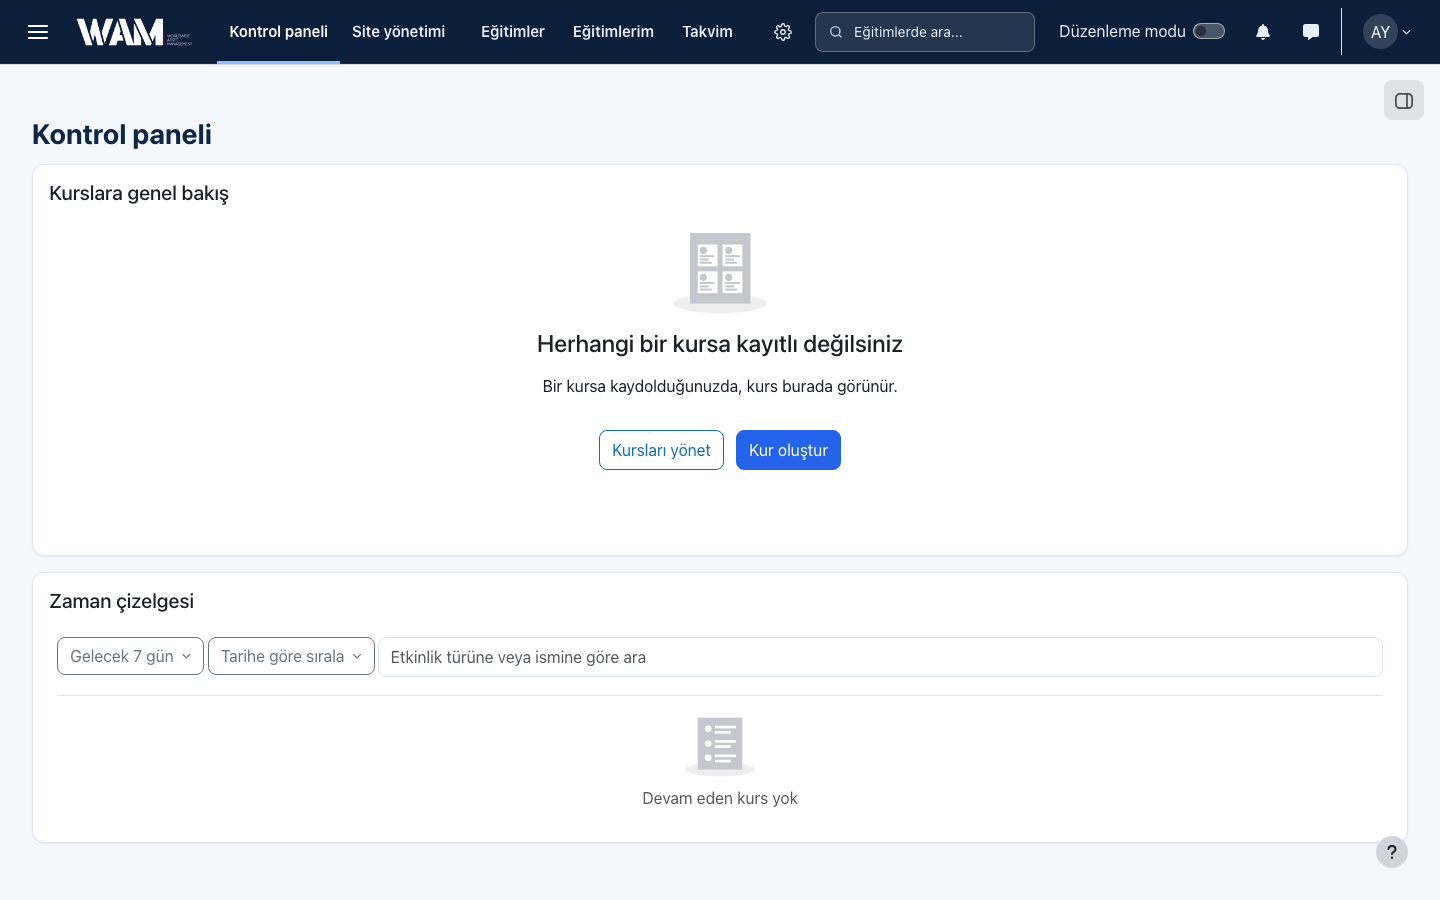 WAM
Kontrol paneli
Site yönetimi
Eğitimler
Eğitimlerim
Takvim
Eğitimlerde ara...
Düzenleme modu
AY
Kontrol paneli
Kurslara genel bakış
Herhangi bir kursa kayıtlı değilsiniz
Bir kursa kaydolduğunuzda, kurs burada görünür.
Kursları yönet
Kur oluştur
Zaman çizelgesi
Gelecek 7 gün
Tarihe göre sırala
Etkinlik türüne veya ismine göre ara
Devam eden kurs yok
?